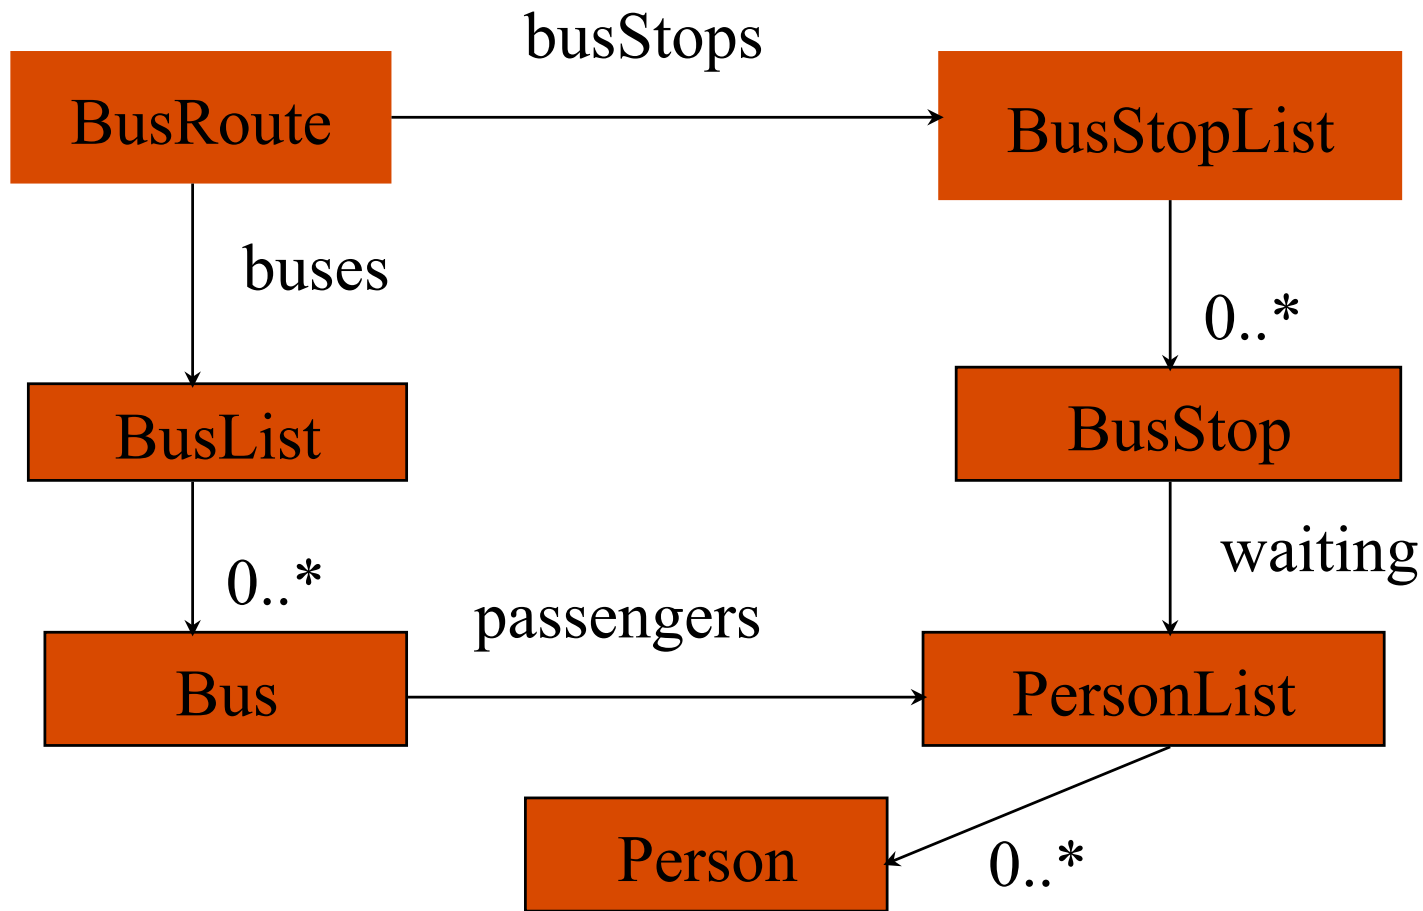 busStops
BusRoute
BusStopList
buses
0..*
BusList
BusStop
waiting
0..*
passengers
Bus
PersonList
Person
0..*